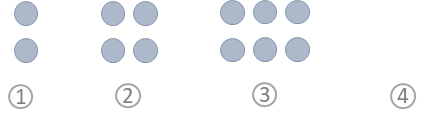 ① ② ③ ④